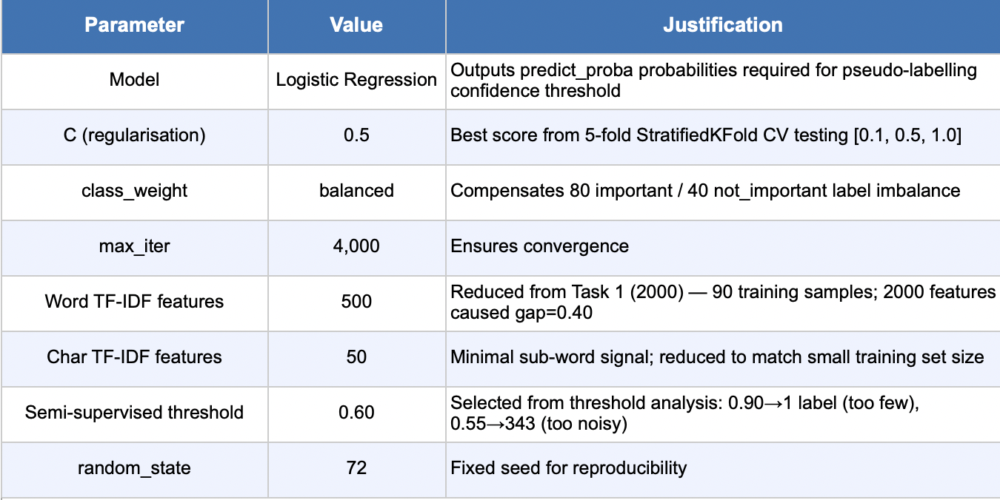 Parameter Value Justification
Model Logistic Regression Outputs predict_proba probabilities required for pseudo-labelling
confidence threshold
C (regularisation) 0.5 Best score from 5-fold StratifiedKFold CV testing [0.1, 0.5, 1.0]
class_weight balanced Compensates 80 important / 40 not_important label imbalance
max_iter 4,000 Ensures convergence
Word TF-IDF features 500 Reduced from Task 1 (2000) — 90 training samples; 2000 features
caused gap=0.40
Char TF-IDF features 50 Minimal sub-word signal; reduced to match small training set size
Semi-supervised threshold 0.60 Selected from threshold analysis: 0.90→1 label (too few),
0.55→343 (too noisy)
random_state 72 Fixed seed for reproducibility